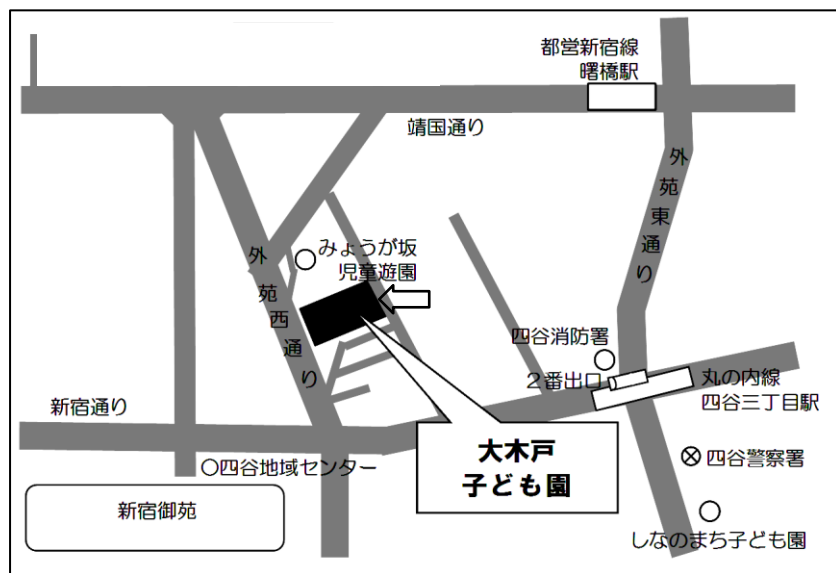 都営新宿線
曙橋駅
靖国通り
外苑東通り
みょうが坂
児童遊園
外苑西通り
四谷消防署
2番出口
丸の内線
四谷三丁目駅
新宿通り
大木戸
子ども園
四谷地域センター
四谷警察署
新宿御苑
しなのまち子ども園